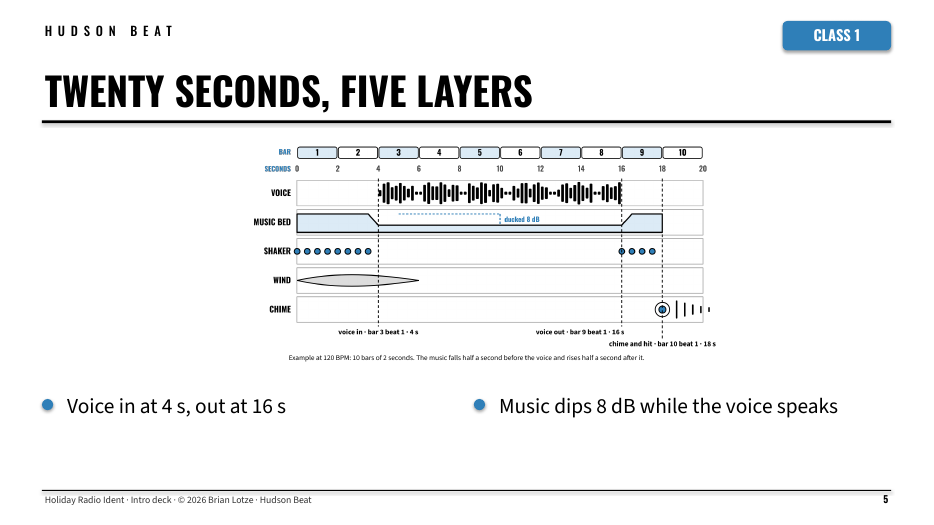 HUDSON BEAT
CLASS 1
TWENTY SECONDS, FIVE LAYERS
BAR 1 2 3 4 5 6 7 8 9 10
SECONDS 0 2 4 6 8 10 12 14 16 18 20
VOICE
MUSIC BED
ducked 8 dB
SHAKER
WIND
CHIME
voice in · bar 3 beat 1 · 4 s
voice out · bar 9 beat 1 · 16 s
chime and hit · bar 10 beat 1 · 18 s
Example at 120 BPM: 10 bars of 2 seconds. The music falls half a second before the voice and rises half a second after it.
Voice in at 4 s, out at 16 s
Music dips 8 dB while the voice speaks
Holiday Radio Ident · Intro deck · © 2026 Brian Lotze · Hudson Beat
5